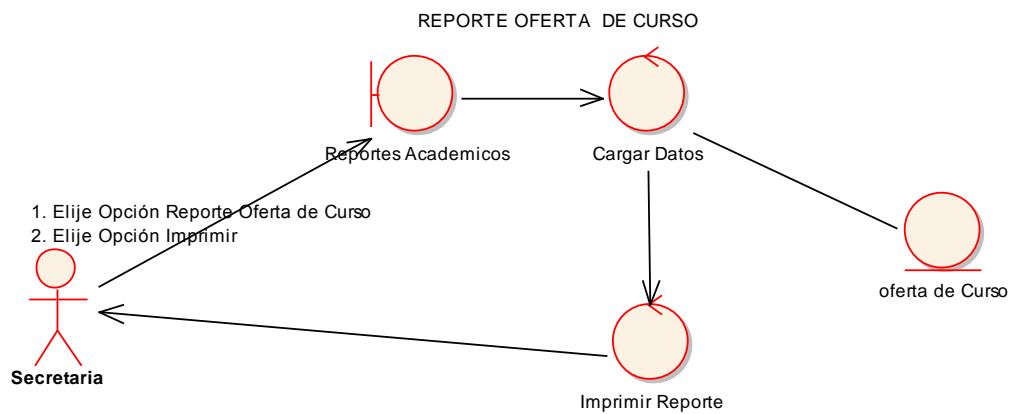 REPORTE OFERTA DE CURSO
Reportes Academicos
Cargar Datos
1. Elije Opción Reporte Oferta de Curso
2. Elije Opción Imprimir
oferta de Curso
Secretaria
Imprimir Reporte